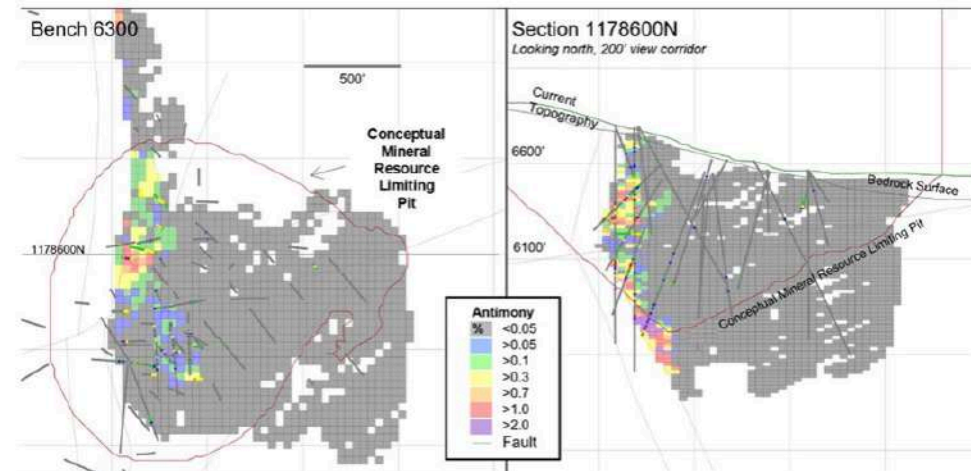 Bench 6300
500'
Conceptual
Mineral
Resource
Limiting
Pit
1178600N
Section 1178600N
Looking north, 200' view corridor
Current
Topography
6600'
Bedrock Surface
6100'
Conceptual Mineral Resource Limiting Pit
Antimony
% <0.05
>0.05
>0.1
>0.3
>0.7
>1.0
>2.0
Fault